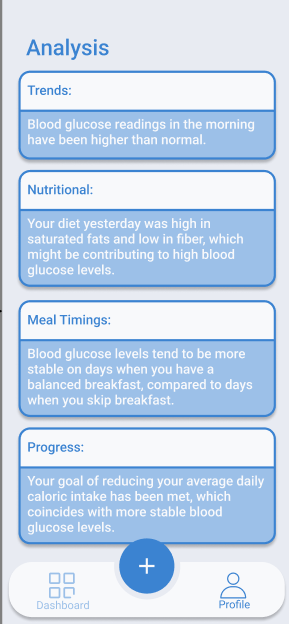 Analysis
Trends:
Blood glucose readings in the morning
have been higher than normal.
Nutritional:
Your diet yesterday was high in
saturated fats and low in fiber, which
might be contributing to high blood
glucose levels.
Meal Timings:
Blood glucose levels tend to be more
stable on days when you have a
balanced breakfast, compared to days
when you skip breakfast.
Progress:
Your goal of reducing your average daily
caloric intake has been met, which
coincides with more stable blood
glucose levels.
+
Dashboard
Profile